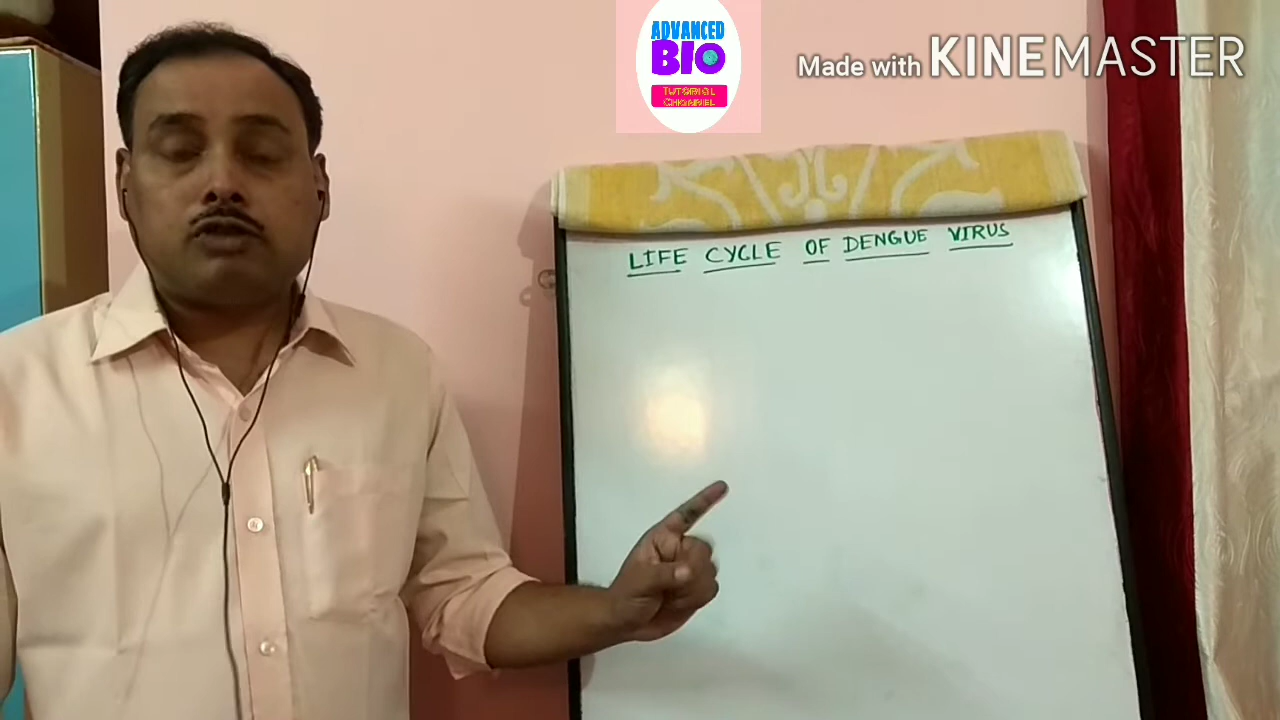 ADVANCED
BIO
TUTORIAL
CHANNEL
Made with KINEMASTER
LIFE CYCLE OF DENGUE VIRUS